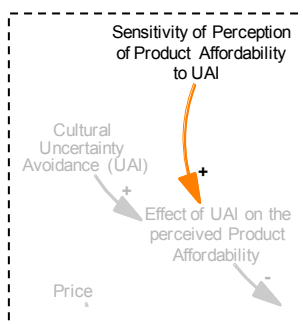 Sensitivity of Perception
of Product Affordability
to UAI
Cultural
Uncertainty
Avoidance (UAI)
+
+
Effect of UAI on the
perceived Product
Affordability
-
Price